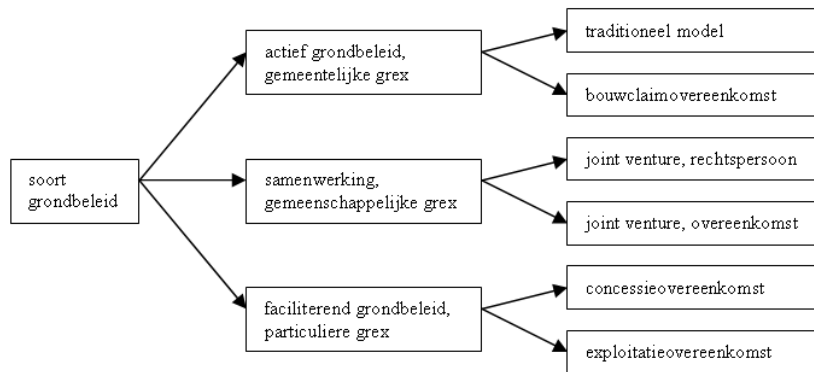 soort
grondbeleid
actief grondbeleid,
gemeentelijke grex
samenwerking,
gemeenschappelijke grex
faciliterend grondbeleid,
particuliere grex
traditioneel model
bouwclaimovereenkomst
joint venture, rechtspersoon
joint venture, overeenkomst
concessieovereenkomst
exploitatieovereenkomst